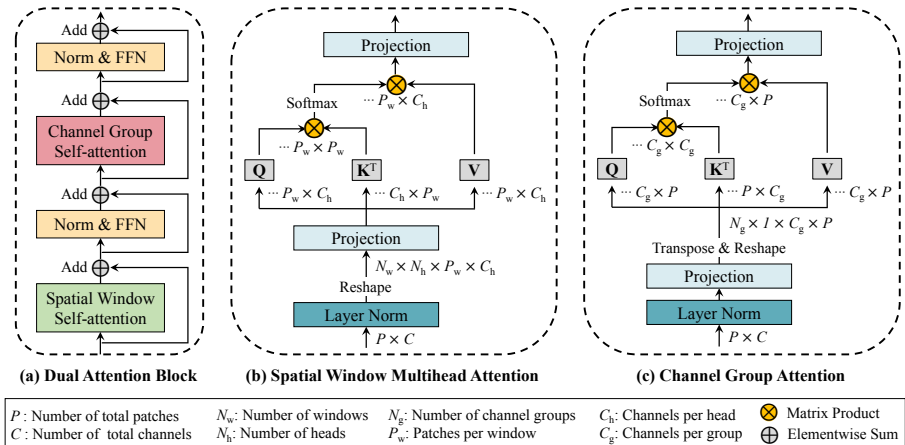 Add
Norm & FFN
Add
Channel Group
Self-attention
Add
Norm & FFN
Add
Spatial Window
Self-attention
(a) Dual Attention Block
Projection
··· P_w × C_h
Softmax
··· P_w × P_w
Q
K^T
V
··· P_w × C_h
··· C_h × P_w
··· P_w × C_h
Projection
N_w × N_h × P_w × C_h
Reshape
Layer Norm
P × C
(b) Spatial Window Multihead Attention
Projection
··· C_g × P
Softmax
··· C_g × C_g
Q
K^T
V
··· C_g × P
··· P × C_g
··· C_g × P
N_g × 1 × C_g × P
Transpose & Reshape
Projection
Layer Norm
P × C
(c) Channel Group Attention
P : Number of total patches
C : Number of total channels
N_w: Number of windows
N_h: Number of heads
N_g: Number of channel groups
P_w: Patches per window
C_h: Channels per head
C_g: Channels per group
Matrix Product
Elementwise Sum